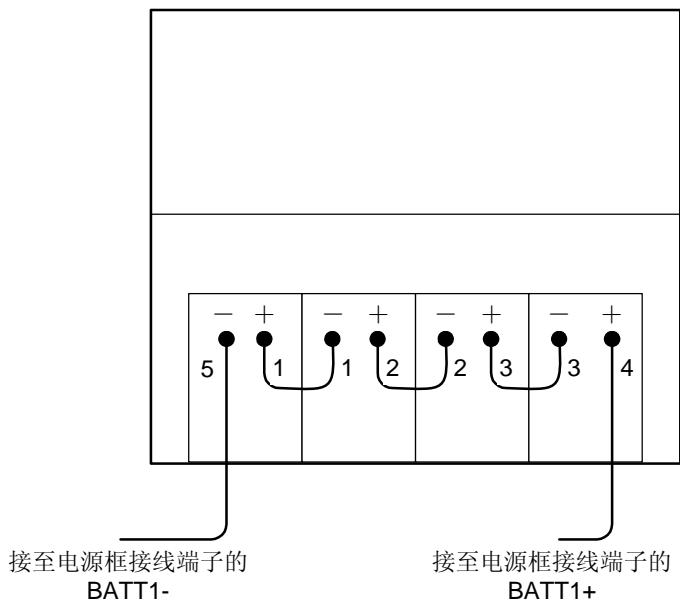 － ＋ － ＋ － ＋ － ＋
5 1 1 2 2 3 3 4
接至电源框接线端子的
BATT1-
接至电源框接线端子的
BATT1+